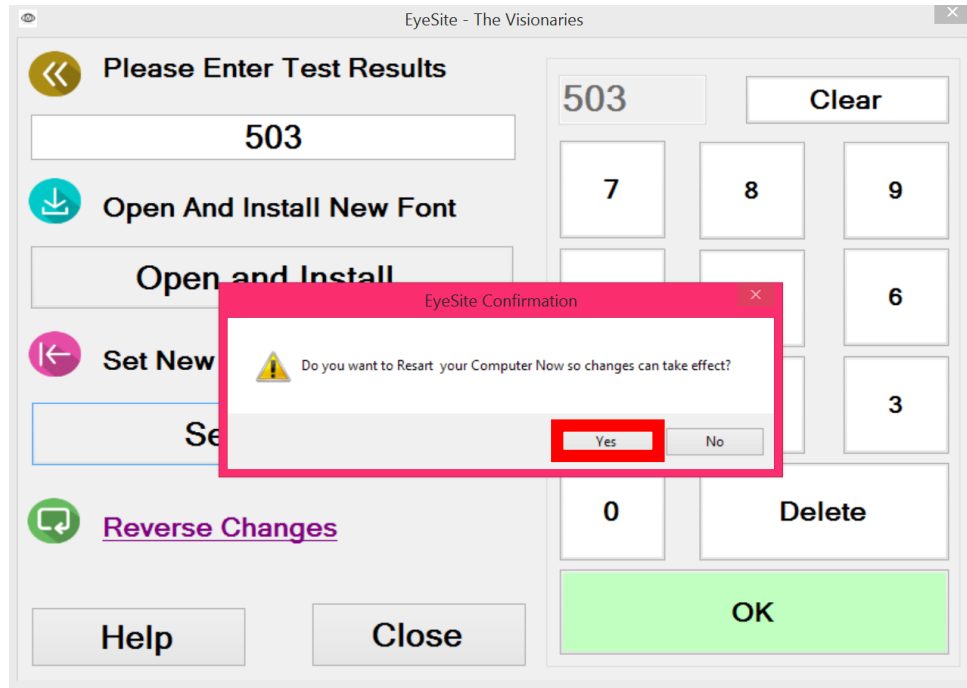 EyeSite - The Visionaries
Please Enter Test Results
503
Open And Install New Font
Open and Install
Set New
Reverse Changes
Help
Close
503
Clear
7
8
9
6
3
0
Delete
OK
EyeSite Confirmation
Do you want to Resart  your Computer Now so changes can take effect?
Yes
No